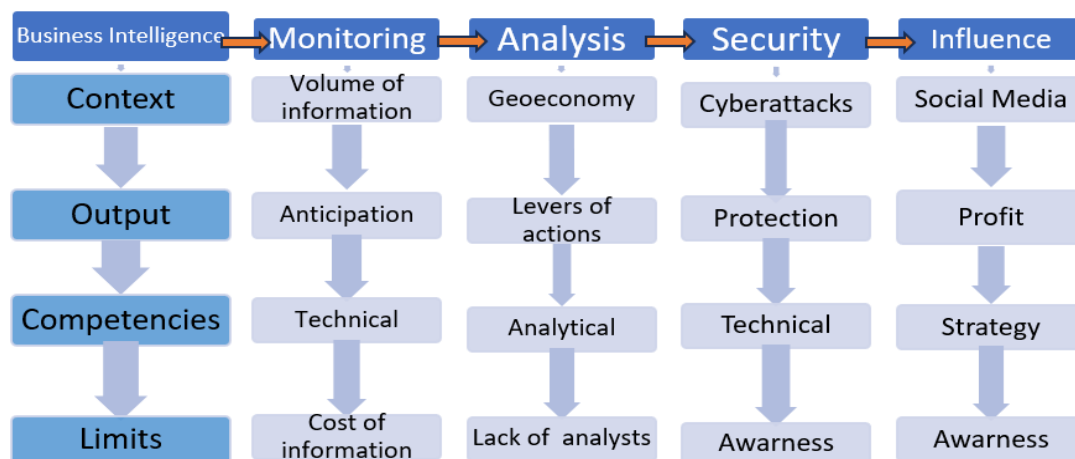 Business Intelligence
Monitoring
Analysis
Security
Influence
Context
Volume of
information
Geoeconomy
Cyberattacks
Social Media
Output
Anticipation
Levers of
actions
Protection
Profit
Competencies
Technical
Analytical
Technical
Strategy
Limits
Cost of
information
Lack of analysts
Awarness
Awarness